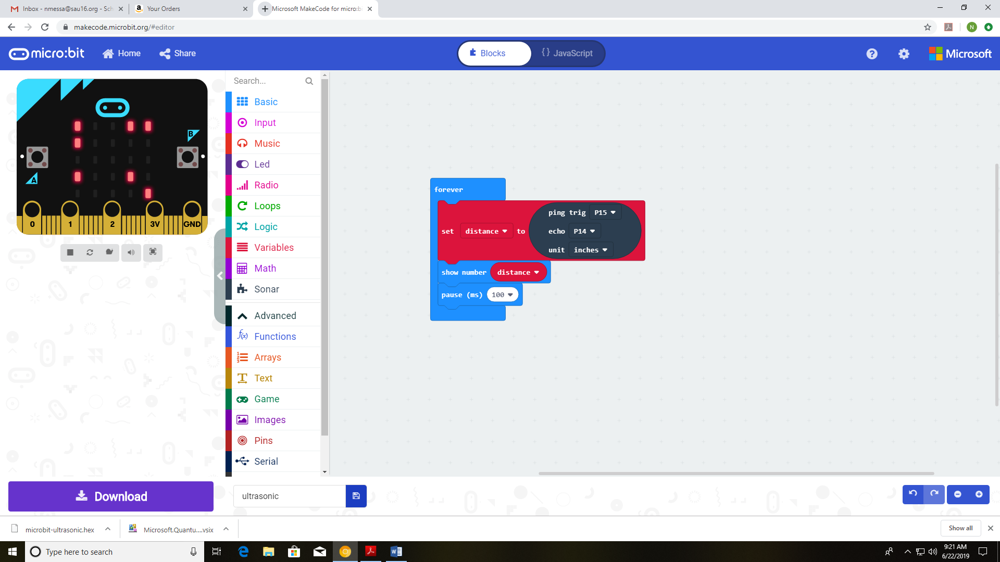 Inbox - nmessa@sau16.org - Sch
Your Orders
Microsoft MakeCode for micro:b
makecode.microbit.org/#editor
N
micro:bit
Home
Share
Blocks
{} JavaScript
?
Microsoft
B
A
0 1 2 3V GND
Search...
Basic
Input
Music
Led
Radio
Loops
Logic
Variables
Math
Sonar
Advanced
Functions
Arrays
Text
Game
Images
Pins
Serial
forever
set distance to
ping trig P15
echo P14
unit inches
show number distance
pause (ms) 100
Download
ultrasonic
microbit-ultrasonic.hex
Microsoft.Quantu....vsix
Show all
Type here to search
9:21 AM
6/22/2019